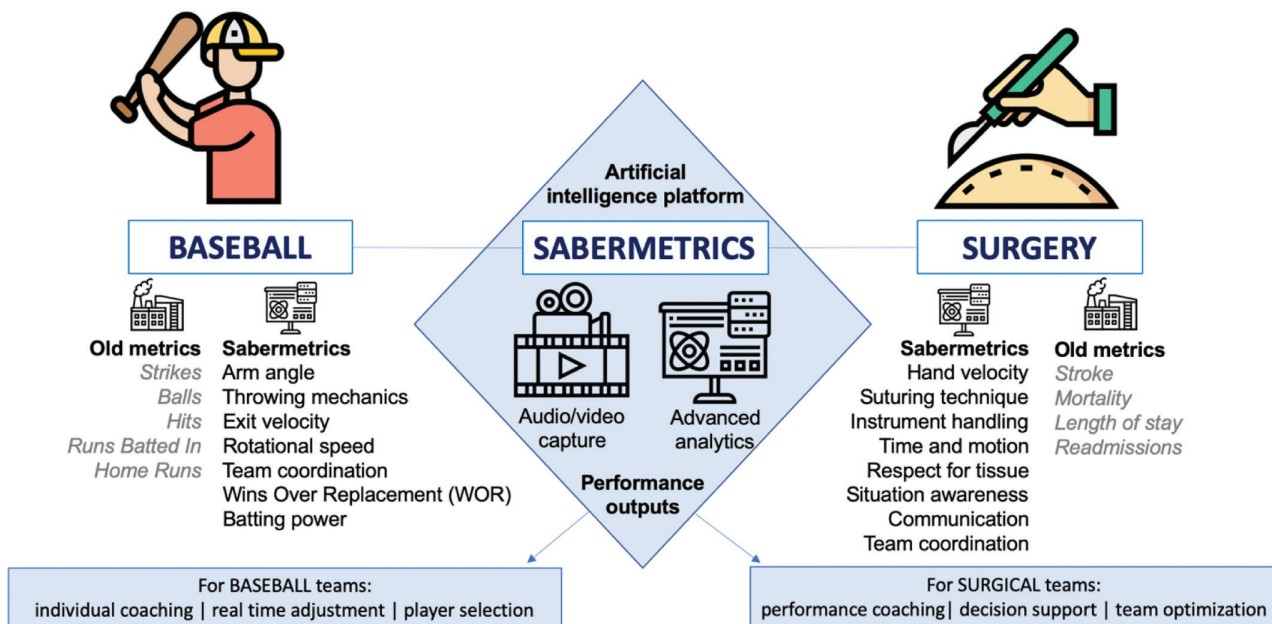 Artificial
intelligence platform
BASEBALL
SABERMETRICS
SURGERY
Old metrics
Strikes
Balls
Hits
Runs Batted In
Home Runs
Sabermetrics
Arm angle
Throwing mechanics
Exit velocity
Rotational speed
Team coordination
Wins Over Replacement (WOR)
Batting power
Audio/video
capture
Advanced
analytics
Performance
outputs
Sabermetrics
Hand velocity
Suturing technique
Instrument handling
Time and motion
Respect for tissue
Situation awareness
Communication
Team coordination
Old metrics
Stroke
Mortality
Length of stay
Readmissions
For BASEBALL teams:
individual coaching | real time adjustment | player selection
For SURGICAL teams:
performance coaching| decision support | team optimization